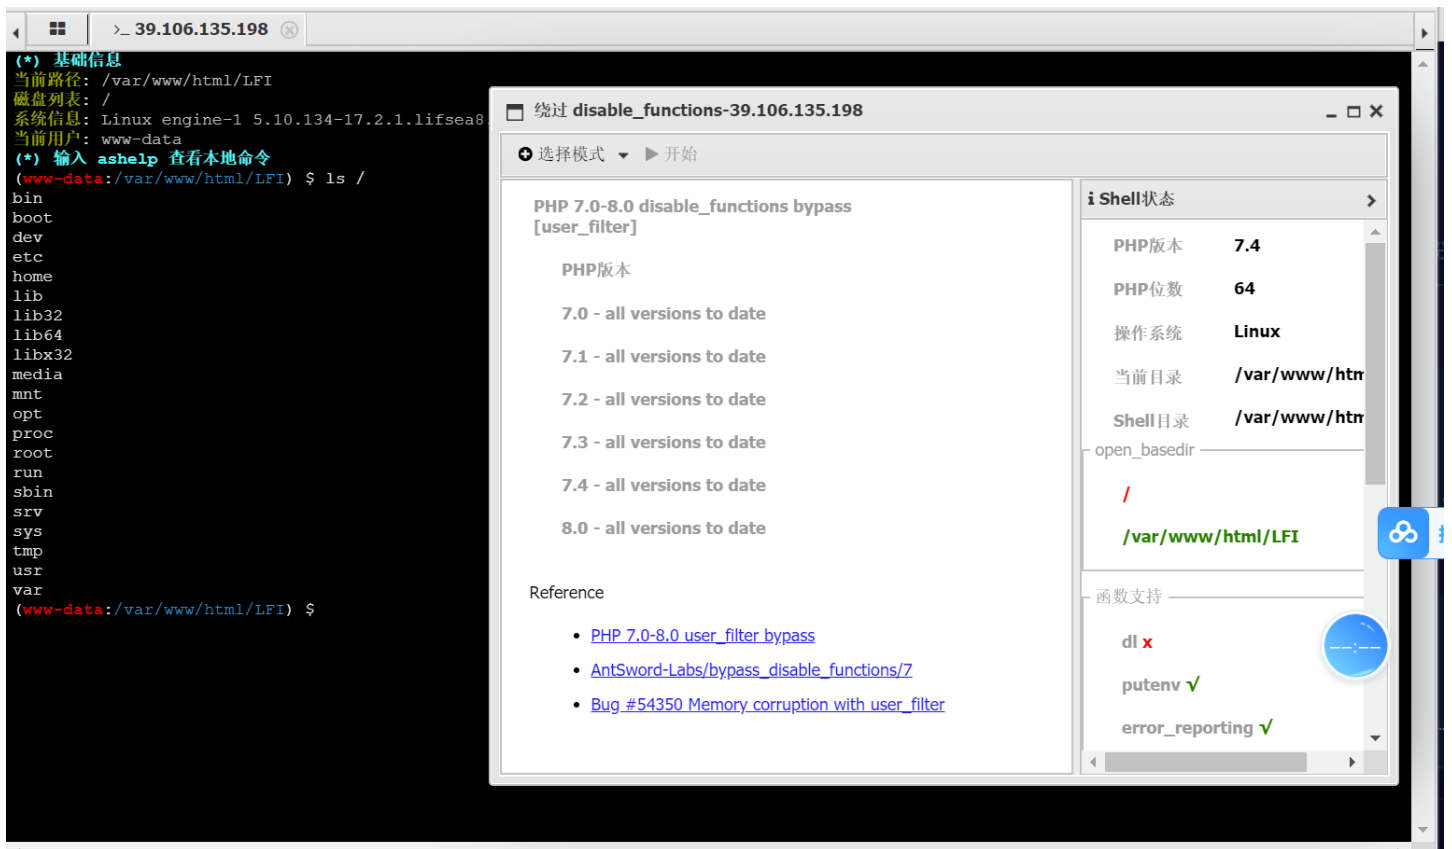 >_ 39.106.135.198
(*) 基础信息
当前路径: /var/www/html/LFI
磁盘列表: /
系统信息: Linux engine-1 5.10.134-17.2.1.lifsea8.
当前用户: www-data
(*) 输入 ashelp 查看本地命令
(www-data:/var/www/html/LFI) $ ls /
bin
boot
dev
etc
home
lib
lib32
lib64
libx32
media
mnt
opt
proc
root
run
sbin
srv
sys
tmp
usr
var
(www-data:/var/www/html/LFI) $
绕过 disable_functions-39.106.135.198
选择模式 开始
PHP 7.0-8.0 disable_functions bypass
[user_filter]
PHP版本
7.0 - all versions to date
7.1 - all versions to date
7.2 - all versions to date
7.3 - all versions to date
7.4 - all versions to date
8.0 - all versions to date
Reference
• PHP 7.0-8.0 user_filter bypass
• AntSword-Labs/bypass_disable_functions/7
• Bug #54350 Memory corruption with user_filter
i Shell状态
PHP版本 7.4
PHP位数 64
操作系统 Linux
当前目录 /var/www/htm
Shell目录 /var/www/htm
open_basedir
/
/var/www/html/LFI
函数支持
dl x
putenv √
error_reporting √
--:--